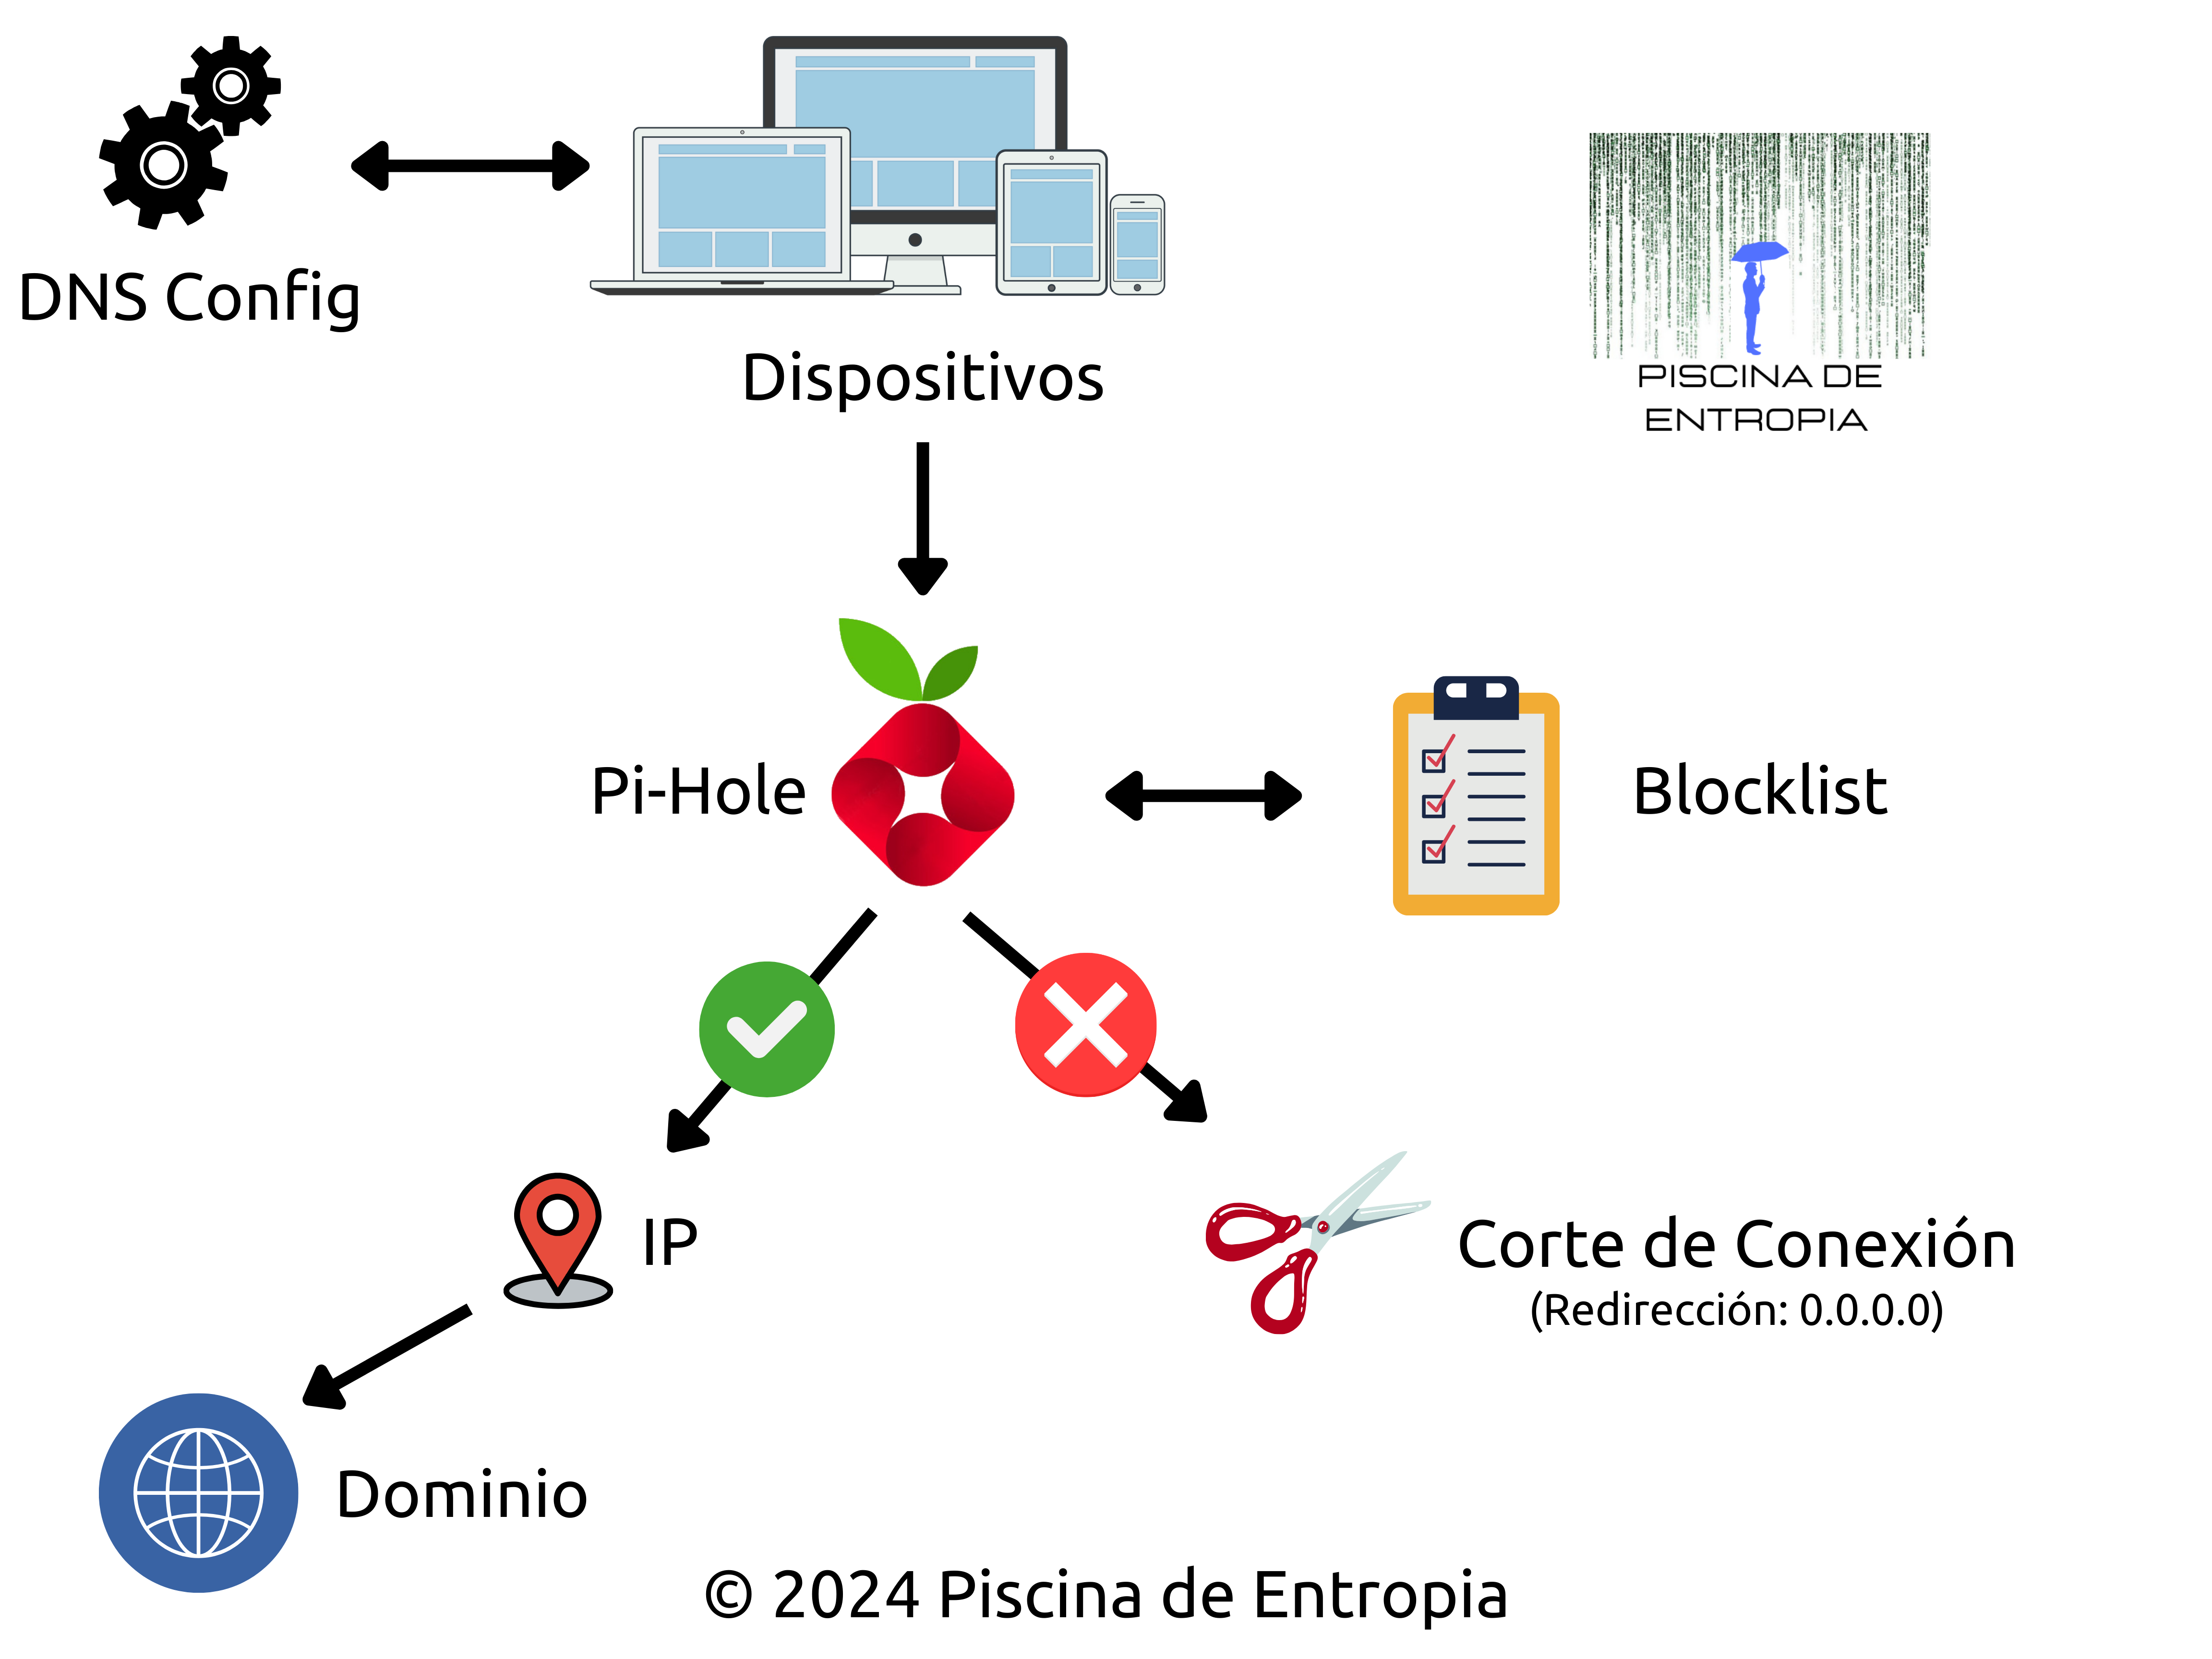 DNS Config
Dispositivos
PISCINA DE
ENTROPIA
Pi-Hole
Blocklist
IP
Corte de Conexión
(Redirección: 0.0.0.0)
Dominio
© 2024 Piscina de Entropia